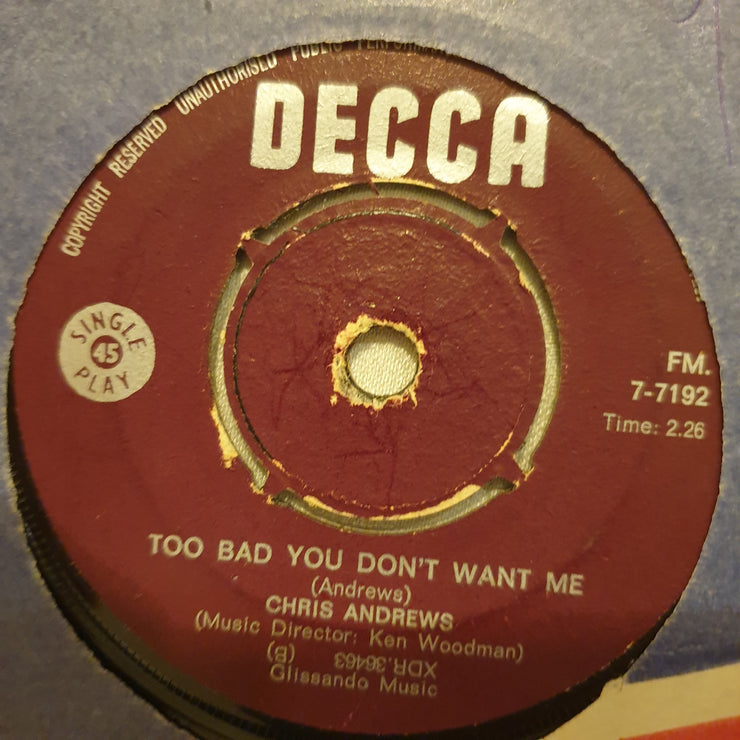 COPYRIGHT RESERVED UNAUTHORISED PUBLIC PERFORMAN
DECCA
SINGLE
45
PLAY
FM.
7-7192
Time: 2.26
TOO BAD YOU DON'T WANT ME
(Andrews)
CHRIS ANDREWS
(Music Director: Ken Woodman)
(B) XDR.36463
Glissando Music